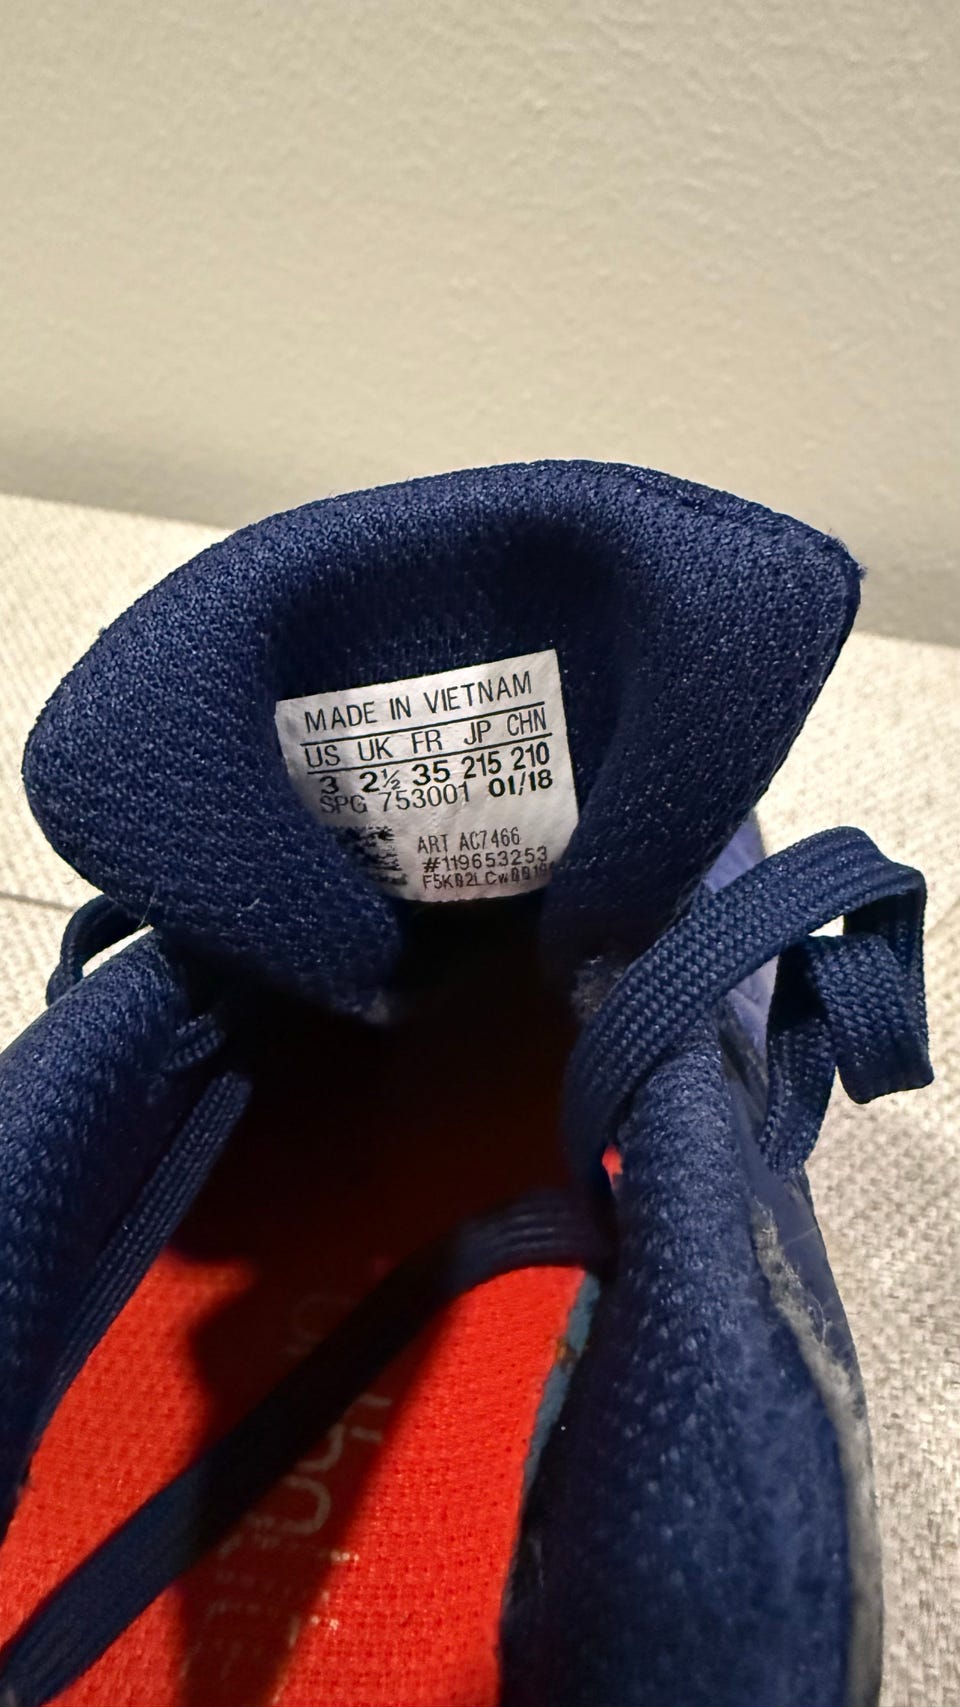 MADE IN VIETNAM
US UK FR JP CHN
3 2½ 35 215 210
SPG 753001 01/18
ART AC7466
#119653253